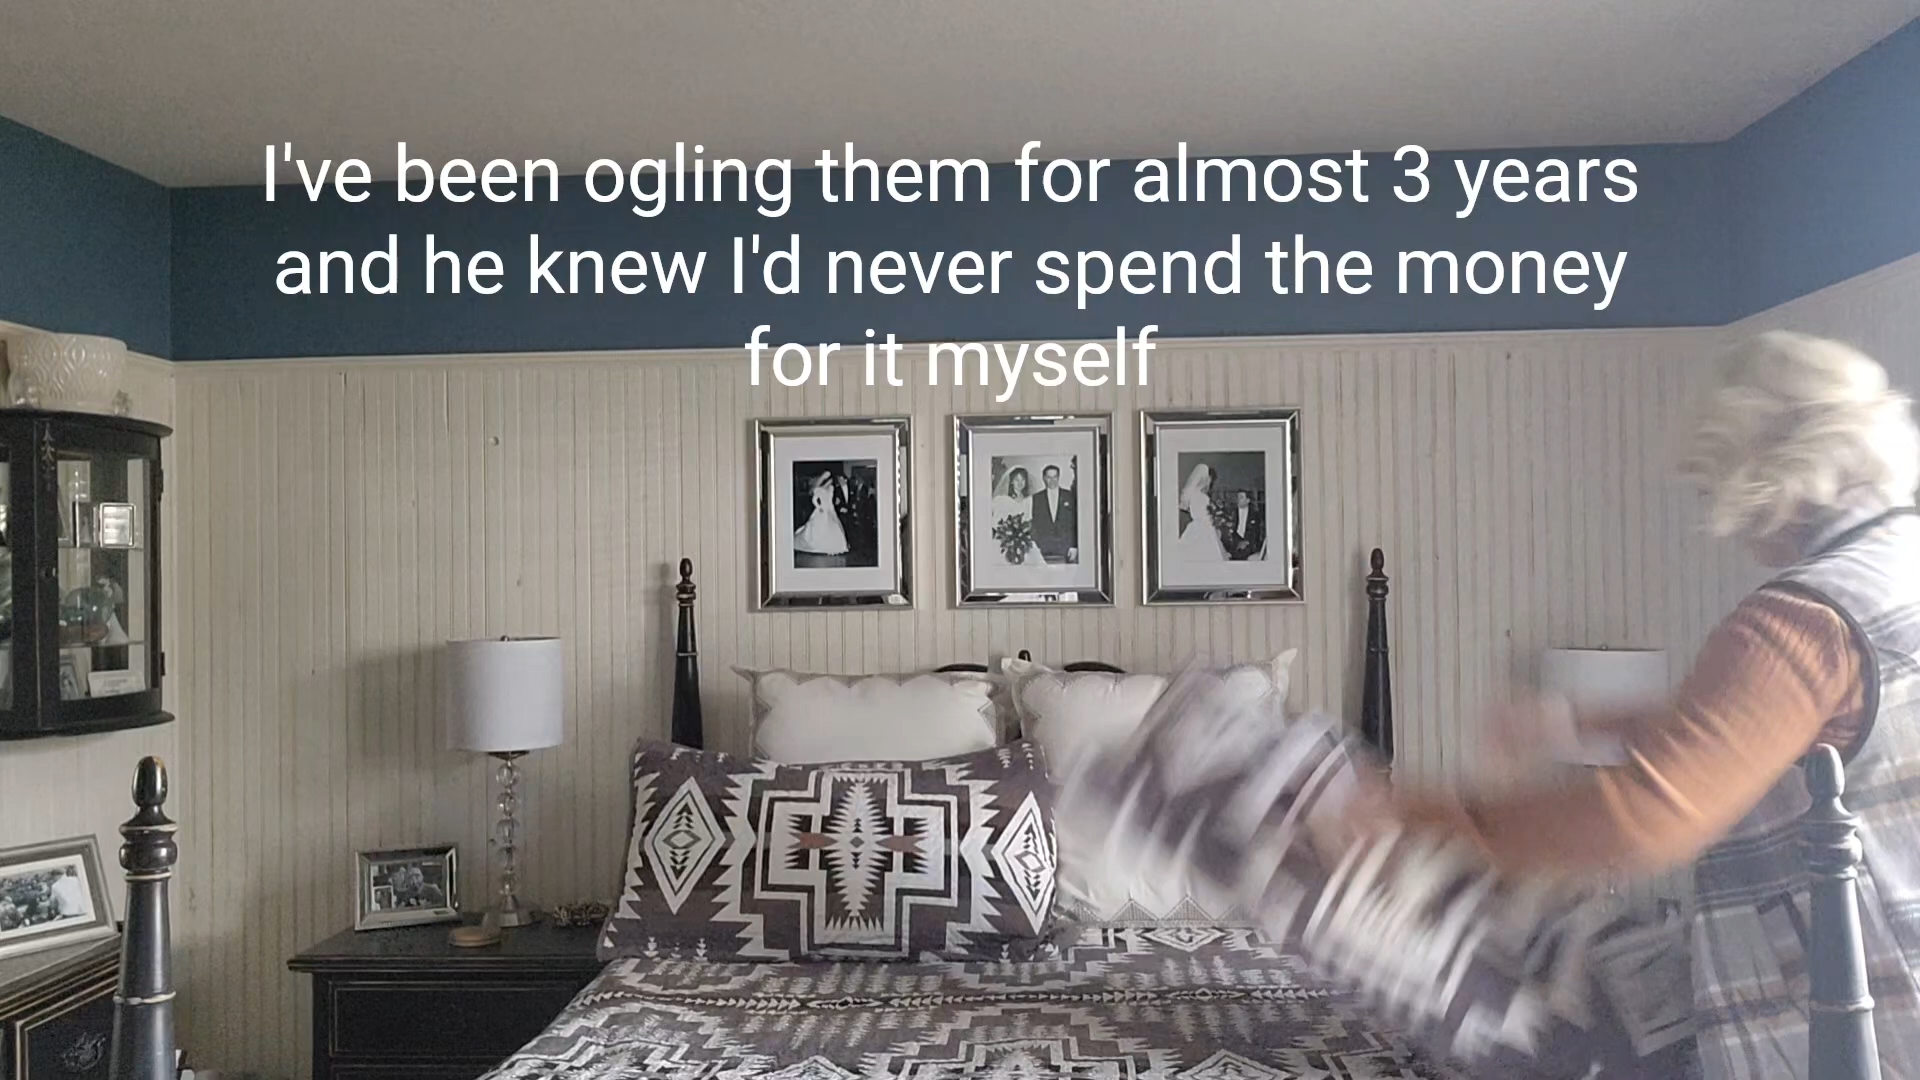 I've been ogling them for almost 3 years
and he knew I'd never spend the money
for it myself